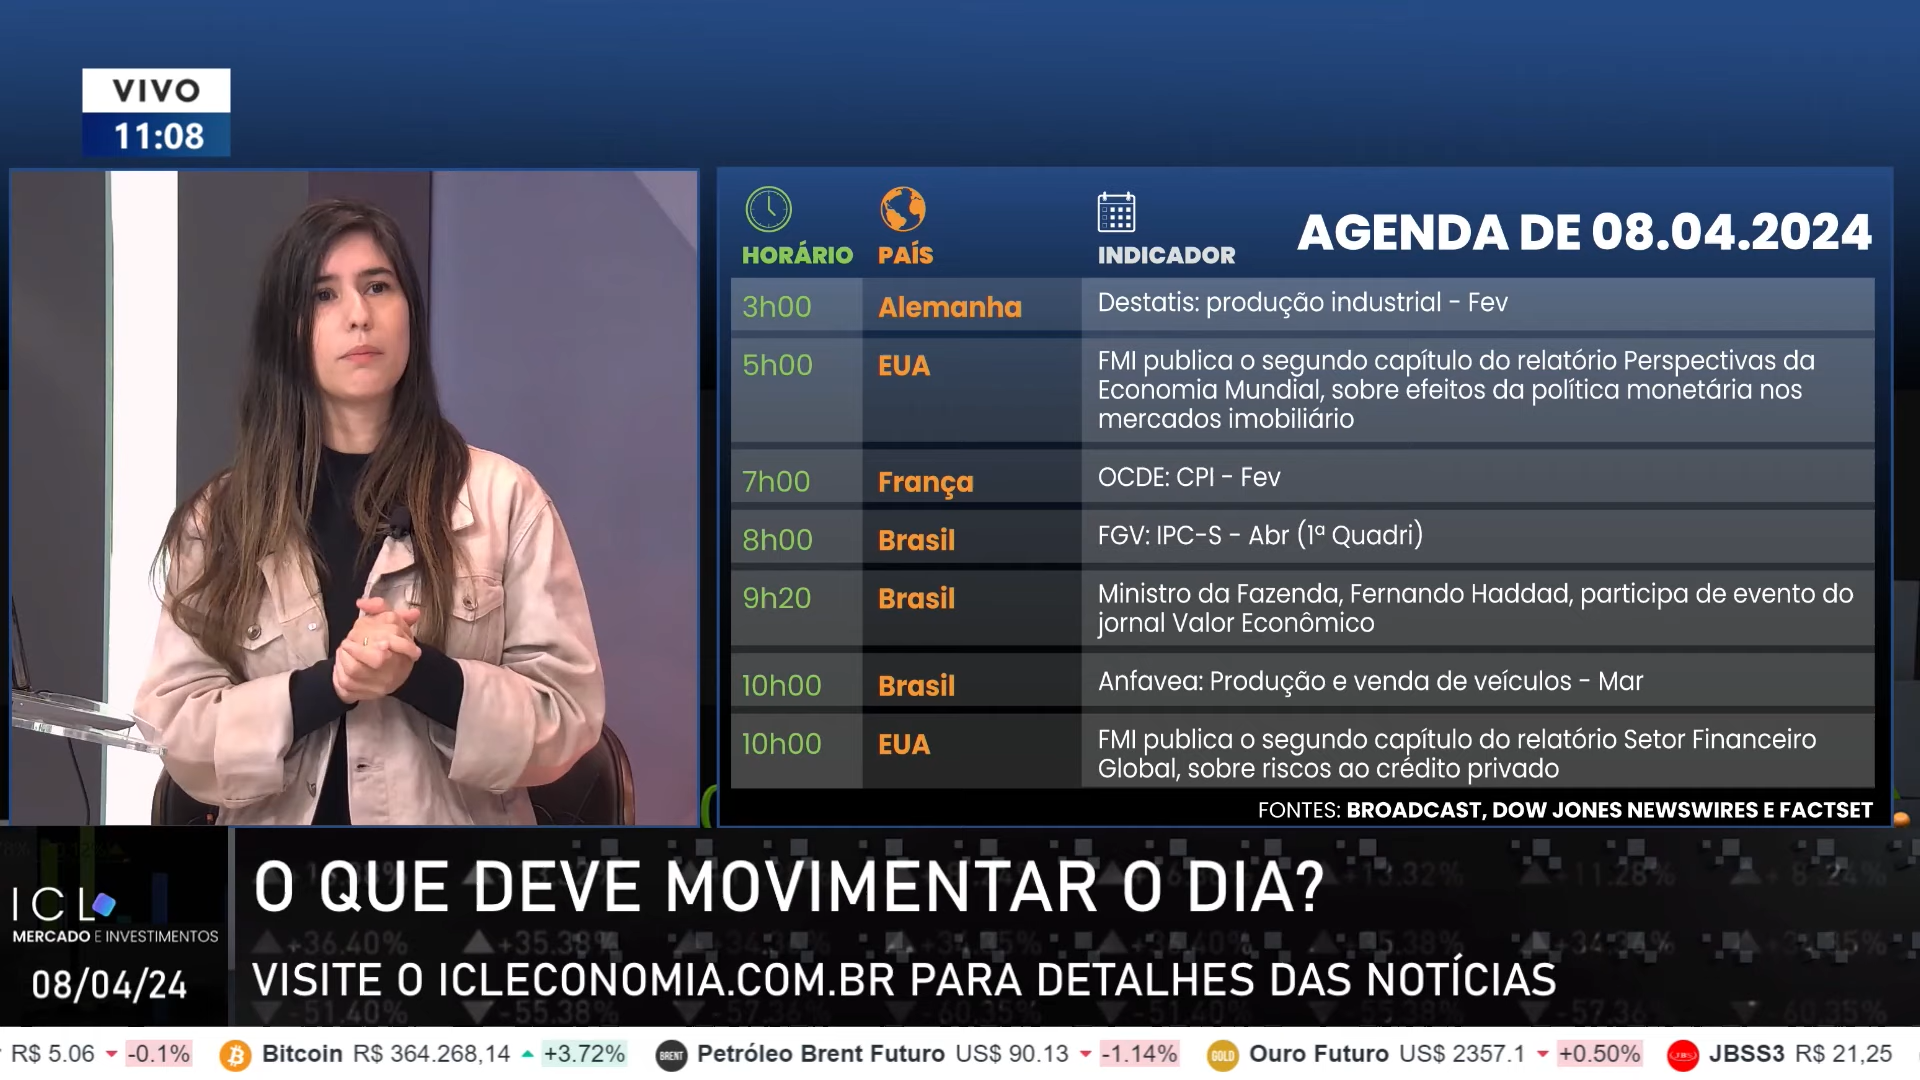 VIVO
11:08
HORÁRIO PAÍS INDICADOR AGENDA DE 08.04.2024
3h00 Alemanha Destatis: produção industrial - Fev
5h00 EUA FMI publica o segundo capítulo do relatório Perspectivas da
Economia Mundial, sobre efeitos da política monetária nos
mercados imobiliário
7h00 França OCDE: CPI - Fev
8h00 Brasil FGV: IPC-S - Abr (1ª Quadri)
9h20 Brasil Ministro da Fazenda, Fernando Haddad, participa de evento do
jornal Valor Econômico
10h00 Brasil Anfavea: Produção e venda de veículos - Mar
10h00 EUA FMI publica o segundo capítulo do relatório Setor Financeiro
Global, sobre riscos ao crédito privado
FONTES: BROADCAST, DOW JONES NEWSWIRES E FACTSET
O QUE DEVE MOVIMENTAR O DIA?
VISITE O ICLECONOMIA.COM.BR PARA DETALHES DAS NOTÍCIAS
ICL
MERCADO E INVESTIMENTOS
08/04/24
R$ 5.06 -0.1% Bitcoin R$ 364.268,14 +3.72% BRENT Petróleo Brent Futuro US$ 90.13 -1.14% GOLD Ouro Futuro US$ 2357.1 +0.50% JBS JBSS3 R$ 21,25